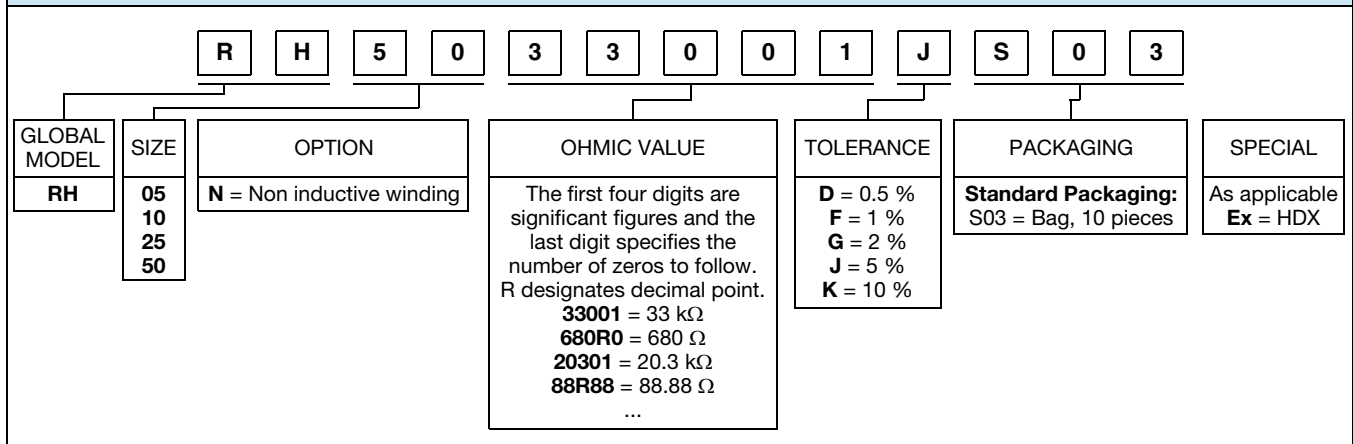 R H 5 0 3 3 0 0 1 J S 0 3
GLOBAL
MODEL
RH
SIZE
05
10
25
50
OPTION
N = Non inductive winding
OHMIC VALUE
The first four digits are
significant figures and the
last digit specifies the
number of zeros to follow.
R designates decimal point.
33001 = 33 kΩ
680R0 = 680 Ω
20301 = 20.3 kΩ
88R88 = 88.88 Ω
...
TOLERANCE
D = 0.5 %
F = 1 %
G = 2 %
J = 5 %
K = 10 %
PACKAGING
Standard Packaging:
S03 = Bag, 10 pieces
SPECIAL
As applicable
Ex = HDX